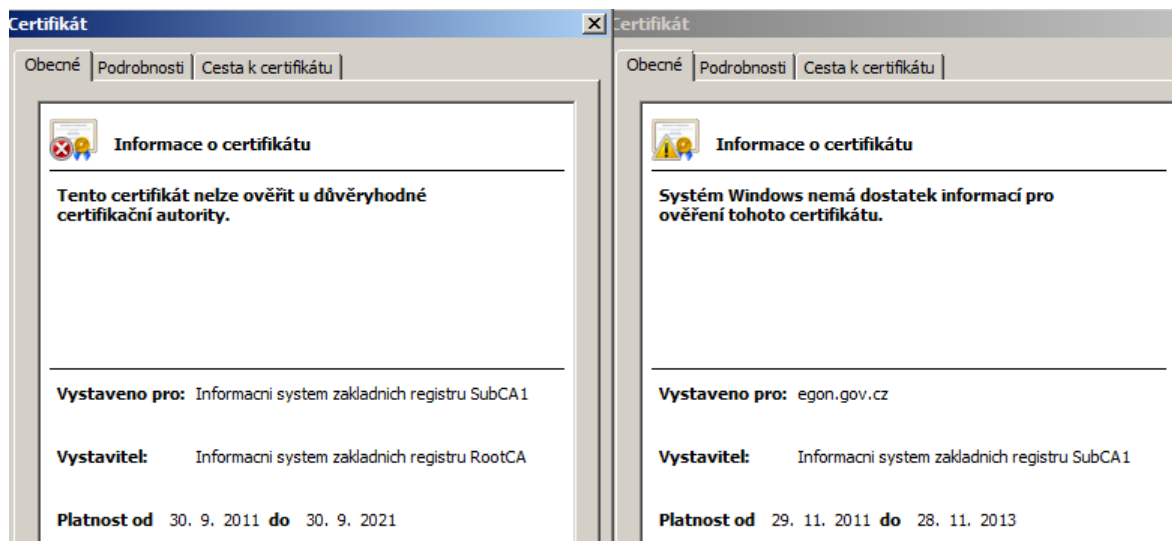 Certifikát
Obecné Podrobnosti Cesta k certifikátu
Informace o certifikátu
Tento certifikát nelze ověřit u důvěryhodné
certifikační autority.
Vystaveno pro: Informacni system zakladnich registru SubCA1
Vystavitel: Informacni system zakladnich registru RootCA
Platnost od 30. 9. 2011 do 30. 9. 2021
Certifikát
Obecné Podrobnosti Cesta k certifikátu
Informace o certifikátu
Systém Windows nemá dostatek informací pro
ověření tohoto certifikátu.
Vystaveno pro: egon.gov.cz
Vystavitel: Informacni system zakladnich registru SubCA1
Platnost od 29. 11. 2011 do 28. 11. 2013